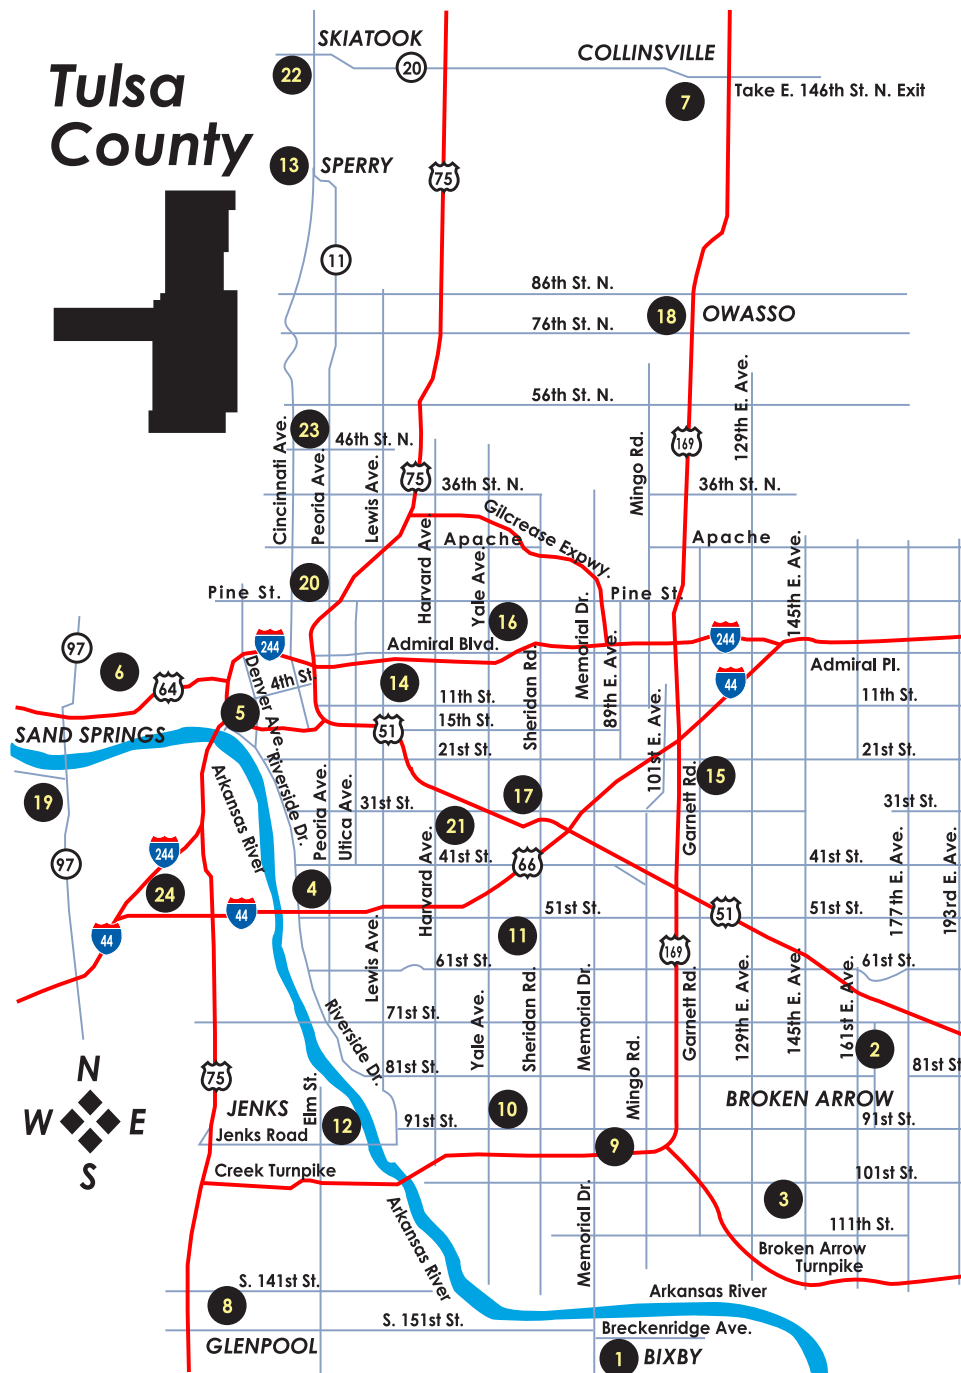 SKIATOOK
COLLINSVILLE
Tulsa
County
22
20
7
Take E. 146th St. N. Exit
13
SPERRY
75
11
86th St. N.
18
OWASSO
76th St. N.
56th St. N.
129th E. Ave.
23
46th St. N.
Cincinnati Ave.
Peoria Ave.
Lewis Ave.
Mingo Rd.
169
75
36th St. N.
36th St. N.
Gilcrease Expwy.
Harvard Ave.
Apache
Apache
Yale Ave.
145th E. Ave.
20
Pine St.
Pine St.
Memorial Dr.
16
97
244
Admiral Blvd.
244
Sheridan Rd.
89th E. Ave.
6
64
Denver Ave.
4th St.
14
44
Admiral Pl.
11th St.
11th St.
5
51
15th St.
101st E. Ave.
SAND SPRINGS
21st St.
21st St.
Riverside Dr.
Arkansas River
Peoria Ave.
Utica Ave.
17
15
Garnett Rd.
19
31st St.
31st St.
21
Harvard Ave.
177th E. Ave.
193rd E. Ave.
244
97
41st St.
66
41st St.
24
4
44
51st St.
51
51st St.
44
11
Lewis Ave.
169
61st St.
61st St.
Riverside Dr.
Yale Ave.
Sheridan Rd.
Memorial Dr.
Garnett Rd.
129th E. Ave.
145th E. Ave.
161st E. Ave.
71st St.
2
N
75
81st St.
81st St
Mingo Rd.
W
E
JENKS
Elm St.
10
BROKEN ARROW
12
91st St.
91st St.
Jenks Road
9
S
Creek Turnpike
101st St.
3
Arkansas River
Memorial Dr.
111th St.
Broken Arrow
Turnpike
S. 141st St.
Arkansas River
8
S. 151st St.
Breckenridge Ave.
GLENPOOL
1
BIXBY